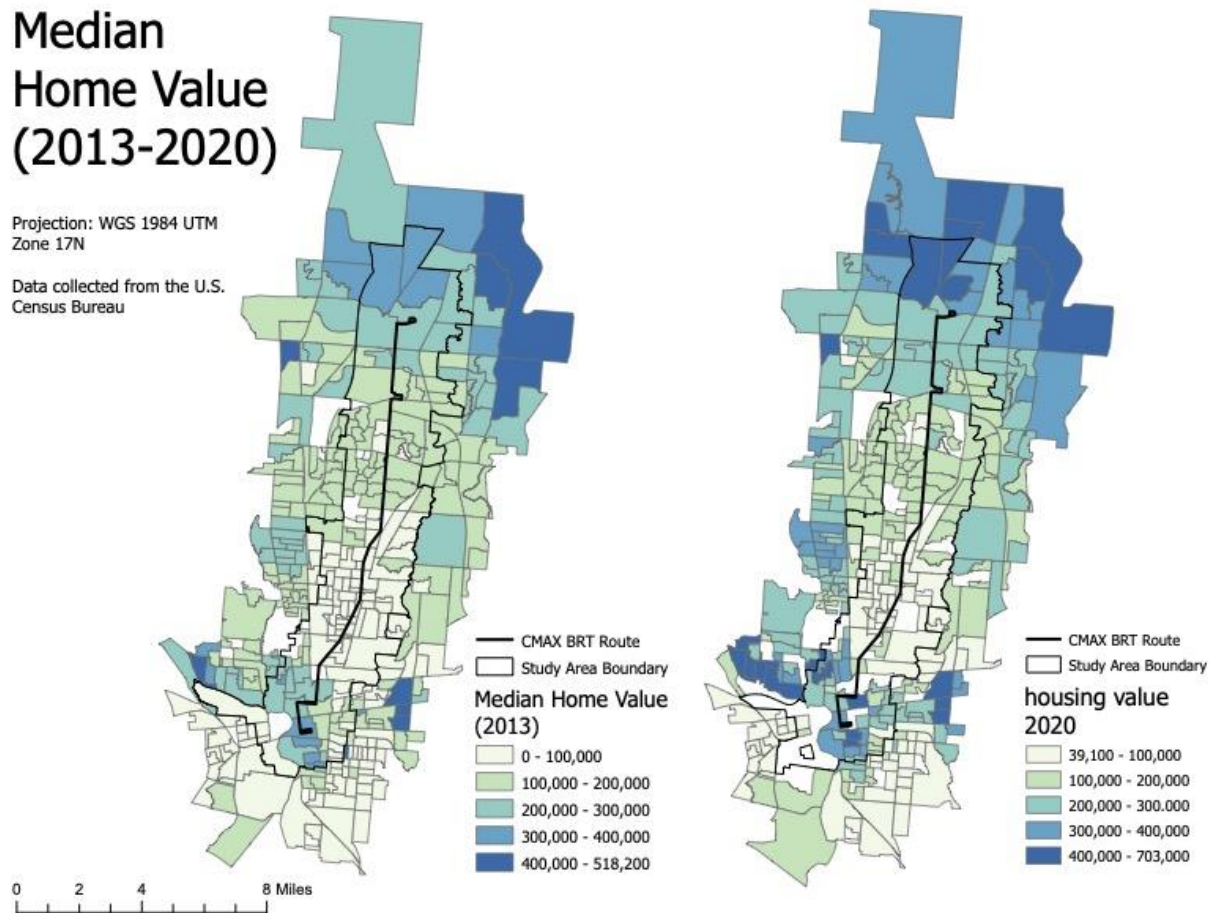 Median
Home Value
(2013-2020)
Projection: WGS 1984 UTM
Zone 17N
Data collected from the U.S.
Census Bureau
CMAX BRT Route
Study Area Boundary
Median Home Value
(2013)
0 - 100,000
100,000 - 200,000
200,000 - 300,000
300,000 - 400,000
400,000 - 518,200
CMAX BRT Route
Study Area Boundary
housing value
2020
39,100 - 100,000
100,000 - 200,000
200,000 - 300.000
300,000 - 400,000
400,000 - 703,000
0 2 4 8 Miles